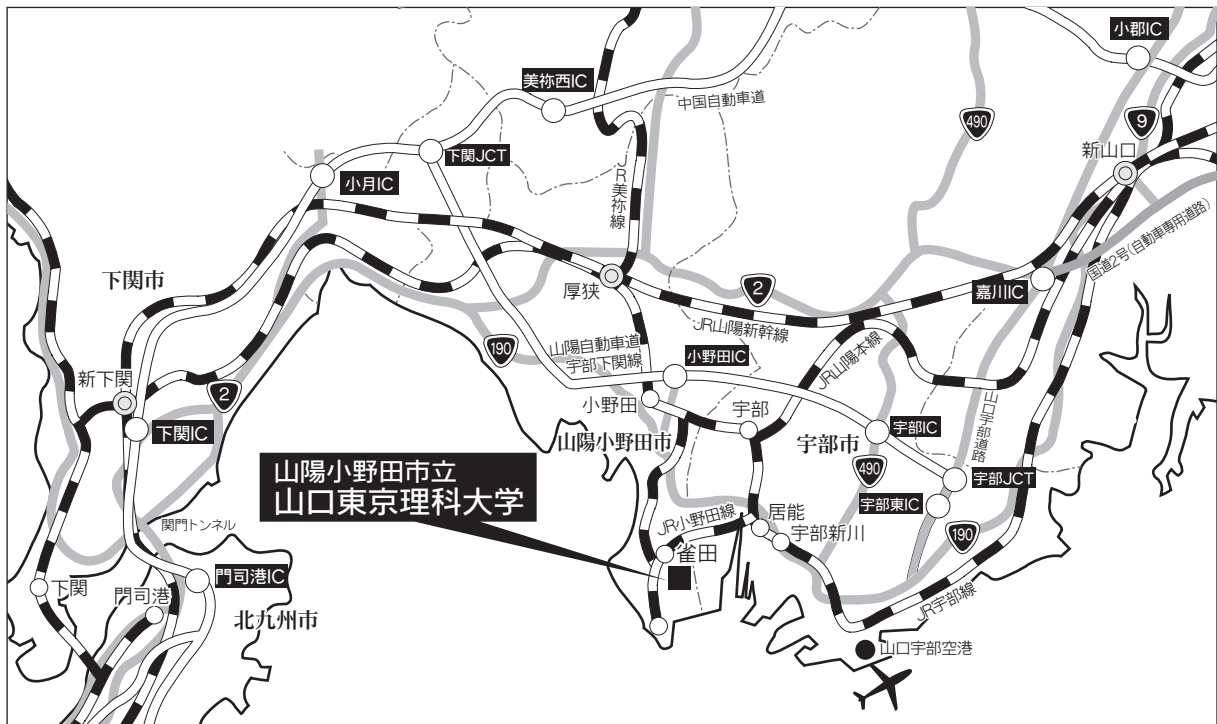 小郡IC
美祢西IC
中国自動車道
490
9
新山口
下関JCT
小月IC
JR美祢線
国道2号(自動車専用道路)
下関市
厚狭
2
嘉川IC
JR山陽新幹線
190
山陽自動車道
宇部下関線
小野田IC
JR山陽本線
新下関
2
小野田
宇部
山口宇部道路
下関IC
山陽小野田市
宇部市
宇部IC
山陽小野田市立
山口東京理科大学
490
宇部JCT
宇部東IC
関門トンネル
JR小野田線
居能
宇部新川
190
雀田
下関
門司港
門司港IC
北九州市
JR宇部線
山口宇部空港